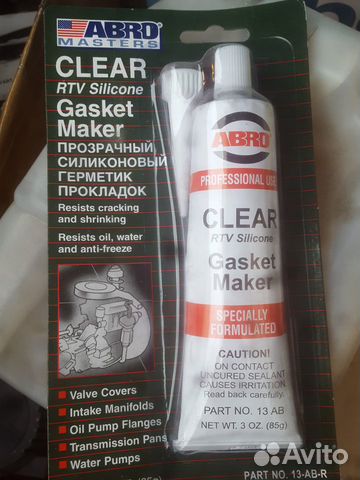 ABRO
MASTERS
CLEAR
RTV Silicone
Gasket
Maker
ПРОЗРАЧНЫЙ
СИЛИКОНОВЫЙ
ГЕРМЕТИК
ПРОКЛАДОК
Resists cracking
and shrinking
Resists oil, water
and anti-freeze
• Valve Covers
• Intake Manifolds
• Oil Pump Flanges
• Transmission Pans
• Water Pumps
(85g)
ABRO
PROFESSIONAL USE
CLEAR
RTV Silicone
Gasket
Maker
SPECIALLY
FORMULATED
CAUTION!
ON CONTACT
UNCURED SEALANT
CAUSES IRRITATION.
Read back carefully.
PART NO. 13 AB
NET WT. 3 OZ. (85g)
PART NO. 13-AB-R
Avito